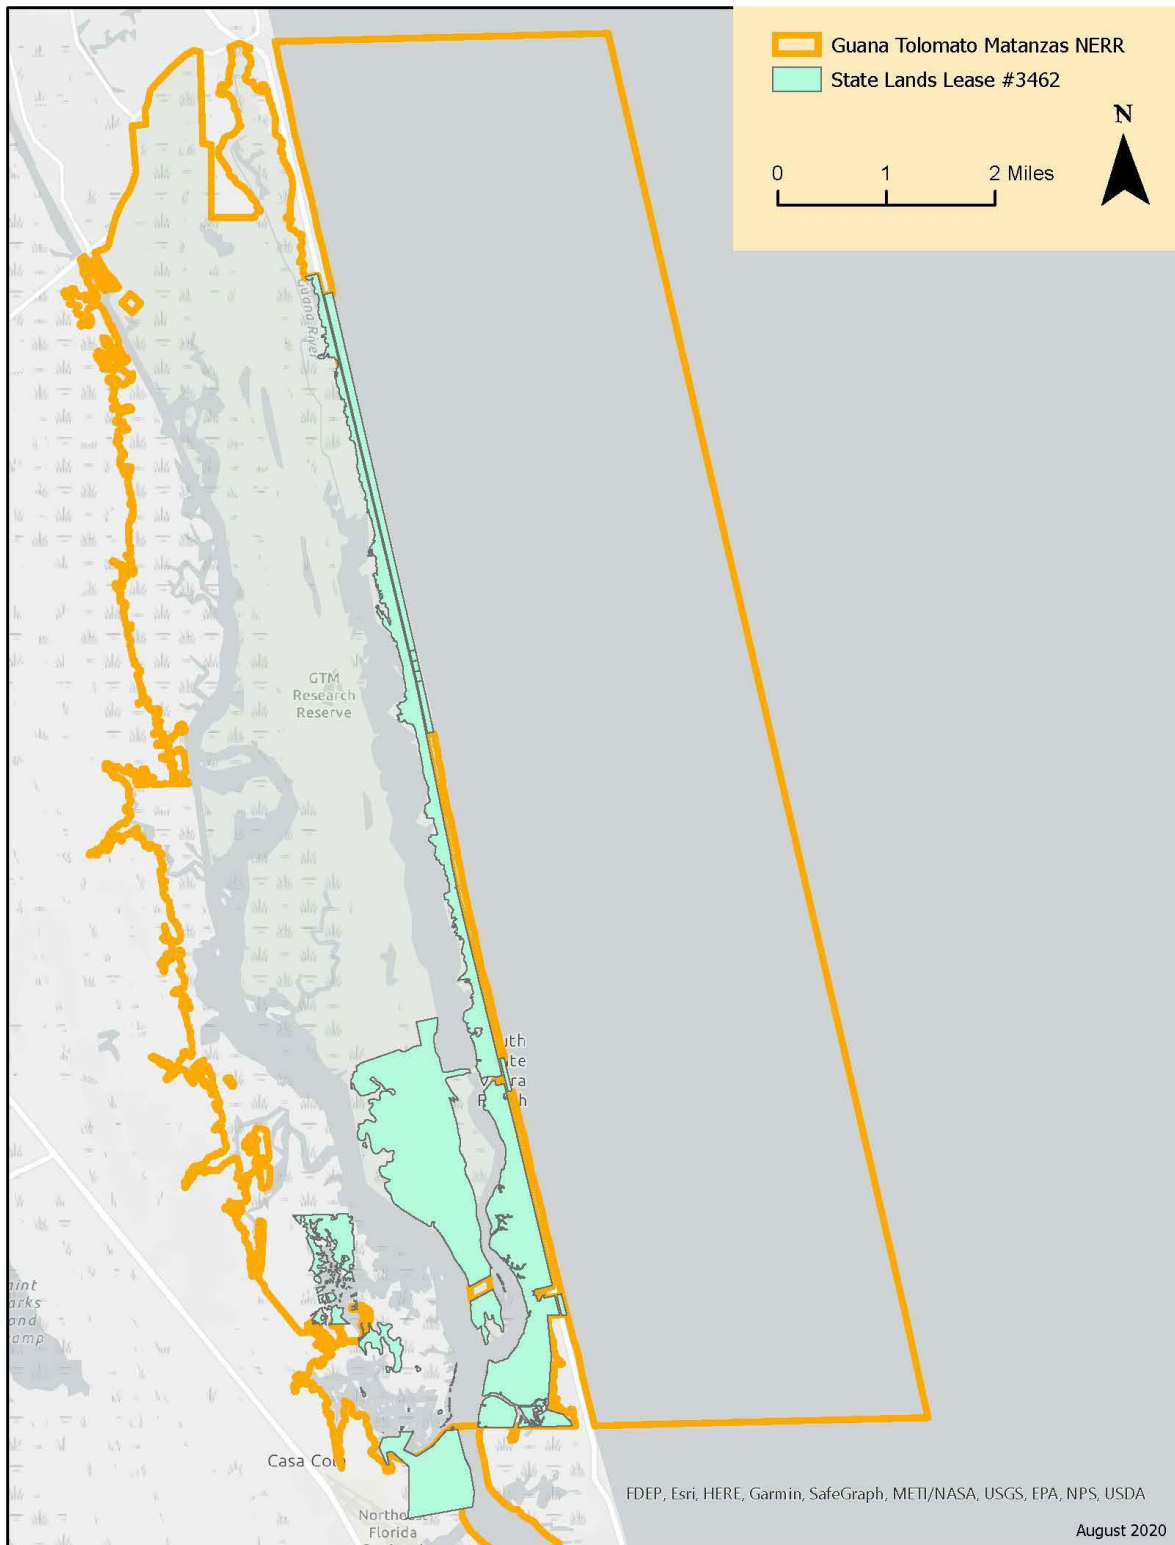 Guana Tolomato Matanzas NERR
State Lands Lease #3462
N
0 1 2 Miles
Guana River
GTM
Research
Reserve
Casa Co
Florida
FDEP, Esri, HERE, Garmin, SafeGraph, METI/NASA, USGS, EPA, NPS, USDA
August 2020